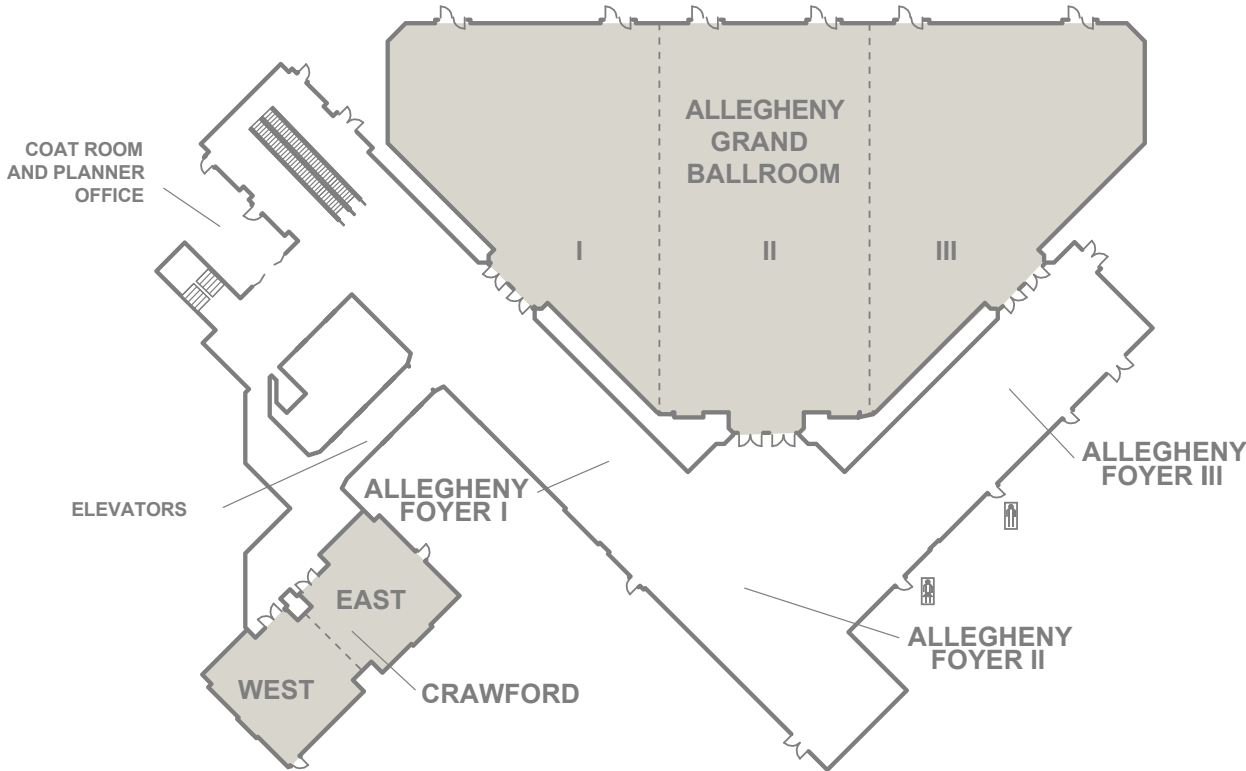 ALLEGHENY
GRAND
BALLROOM
COAT ROOM
AND PLANNER
OFFICE
I
II
III
ALLEGHENY
FOYER III
ALLEGHENY
FOYER I
ELEVATORS
EAST
ALLEGHENY
FOYER II
WEST
CRAWFORD